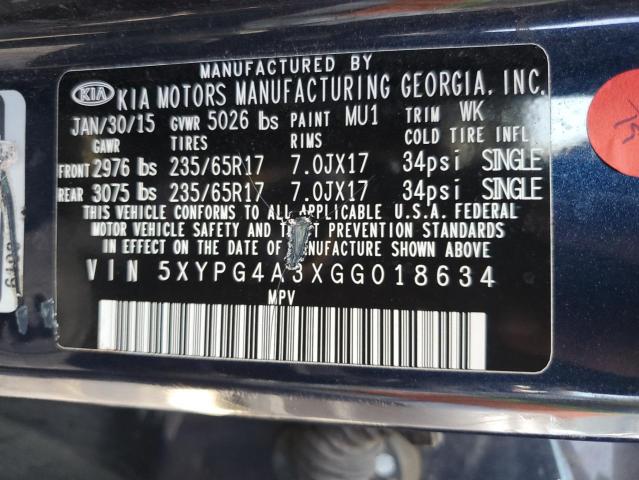 MANUFACTURED BY
KIA KIA MOTORS MANUFACTURING GEORGIA, INC.
JAN/30/15 GVWR 5026 lbs PAINT MU1 TRIM WK
GAWR TIRES RIMS COLD TIRE INFL
FRONT 2976 lbs 235/65R17 7.0JX17 34psi SINGLE
REAR 3075 lbs 235/65R17 7.0JX17 34psi SINGLE
THIS VEHICLE CONFORMS TO ALL APPLICABLE U.S.A. FEDERAL
MOTOR VEHICLE SAFETY AND THEFT PREVENTION STANDARDS
IN EFFECT ON THE DATE OF MANUFACTURE SHOWN ABOVE
VIN 5XYPG4A3XGG018634
MPV